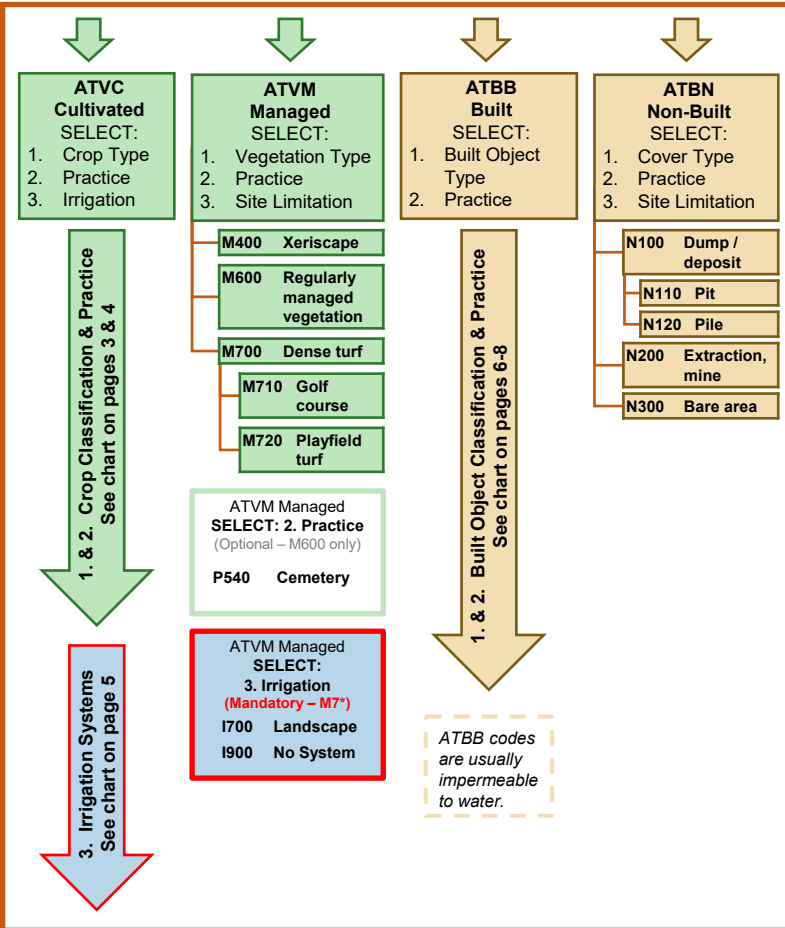 ATVC
Cultivated
SELECT:
1. Crop Type
2. Practice
3. Irrigation
1. & 2. Crop Classification & Practice
See chart on pages 3 & 4
3. Irrigation Systems
See chart on page 5
ATVM
Managed
SELECT:
1. Vegetation Type
2. Practice
3. Site Limitation
M400 Xeriscape
M600 Regularly
managed
vegetation
M700 Dense turf
M710 Golf
course
M720 Playfield
turf
ATVM Managed
SELECT: 2. Practice
(Optional – M600 only)
P540 Cemetery
ATVM Managed
SELECT:
3. Irrigation
(Mandatory – M7*)
I700 Landscape
I900 No System
ATBB
Built
SELECT:
1. Built Object
Type
2. Practice
1. & 2. Built Object Classification & Practice
See chart on pages 6-8
ATBB codes
are usually
impermeable
to water.
ATBN
Non-Built
SELECT:
1. Cover Type
2. Practice
3. Site Limitation
N100 Dump /
deposit
N110 Pit
N120 Pile
N200 Extraction,
mine
N300 Bare area